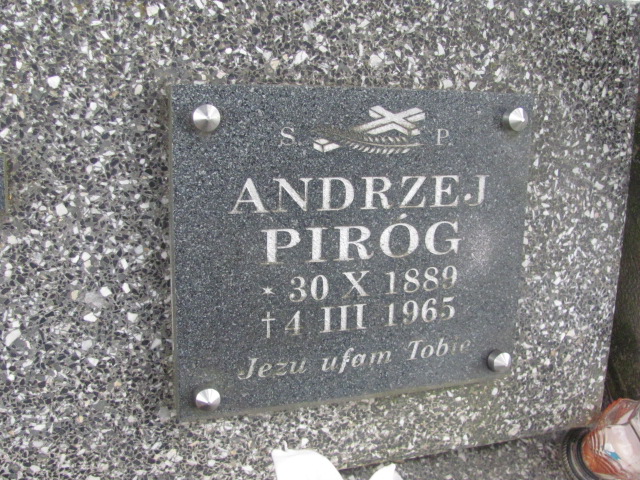 S. P.
ANDRZEJ
PIRÓG
* 30 X 1889
† 4 III 1965
Jezu ufam Tobie